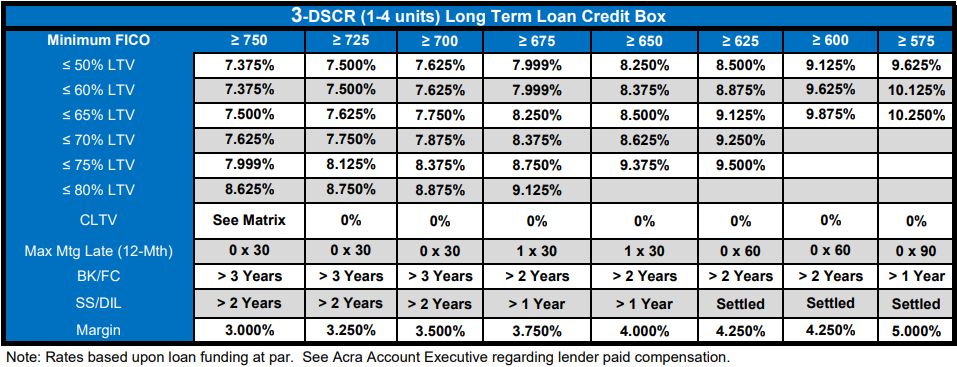 3-DSCR (1-4 units) Long Term Loan Credit Box
Minimum FICO ≥ 750 ≥ 725 ≥ 700 ≥ 675 ≥ 650 ≥ 625 ≥ 600 ≥ 575
≤ 50% LTV 7.375% 7.500% 7.625% 7.999% 8.250% 8.500% 9.125% 9.625%
≤ 60% LTV 7.375% 7.500% 7.625% 7.999% 8.375% 8.875% 9.625% 10.125%
≤ 65% LTV 7.500% 7.625% 7.750% 8.250% 8.500% 9.125% 9.875% 10.250%
≤ 70% LTV 7.625% 7.750% 7.875% 8.375% 8.625% 9.250%
≤ 75% LTV 7.999% 8.125% 8.375% 8.750% 9.375% 9.500%
≤ 80% LTV 8.625% 8.750% 8.875% 9.125%
CLTV See Matrix 0% 0% 0% 0% 0% 0% 0%
Max Mtg Late (12-Mth) 0 x 30 0 x 30 0 x 30 1 x 30 1 x 30 0 x 60 0 x 60 0 x 90
BK/FC > 3 Years > 3 Years > 3 Years > 2 Years > 2 Years > 2 Years > 2 Years > 1 Year
SS/DIL > 2 Years > 2 Years > 2 Years > 1 Year > 1 Year Settled Settled Settled
Margin 3.000% 3.250% 3.500% 3.750% 4.000% 4.250% 4.250% 5.000%
Note: Rates based upon loan funding at par. See Acra Account Executive regarding lender paid compensation.